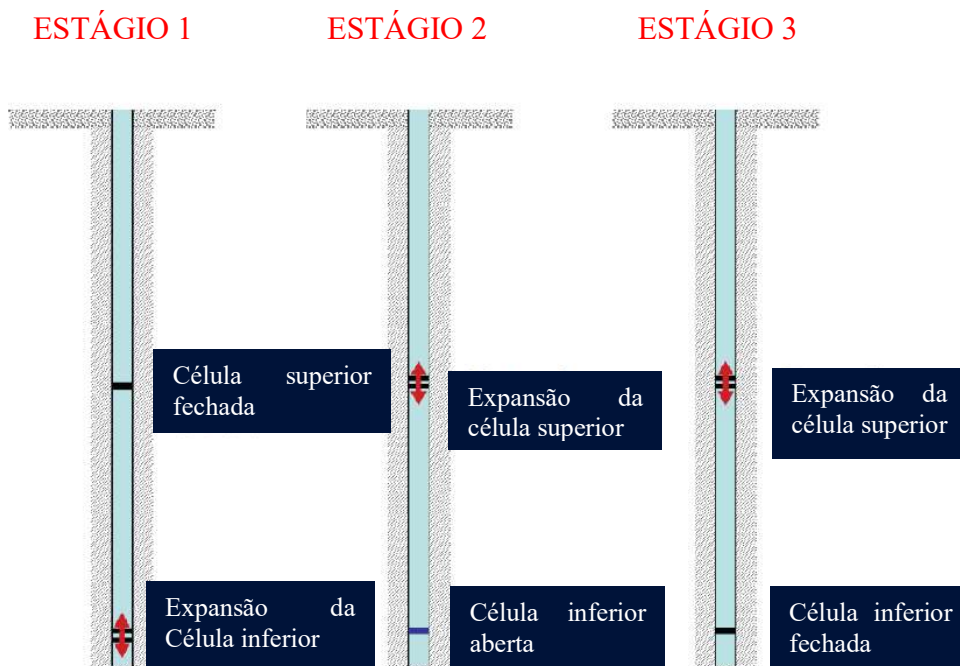 ESTÁGIO 1
ESTÁGIO 2
ESTÁGIO 3
Célula superior
fechada
Expansão da
célula superior
Expansão da
célula superior
Expansão da
Célula inferior
Célula inferior
aberta
Célula inferior
fechada